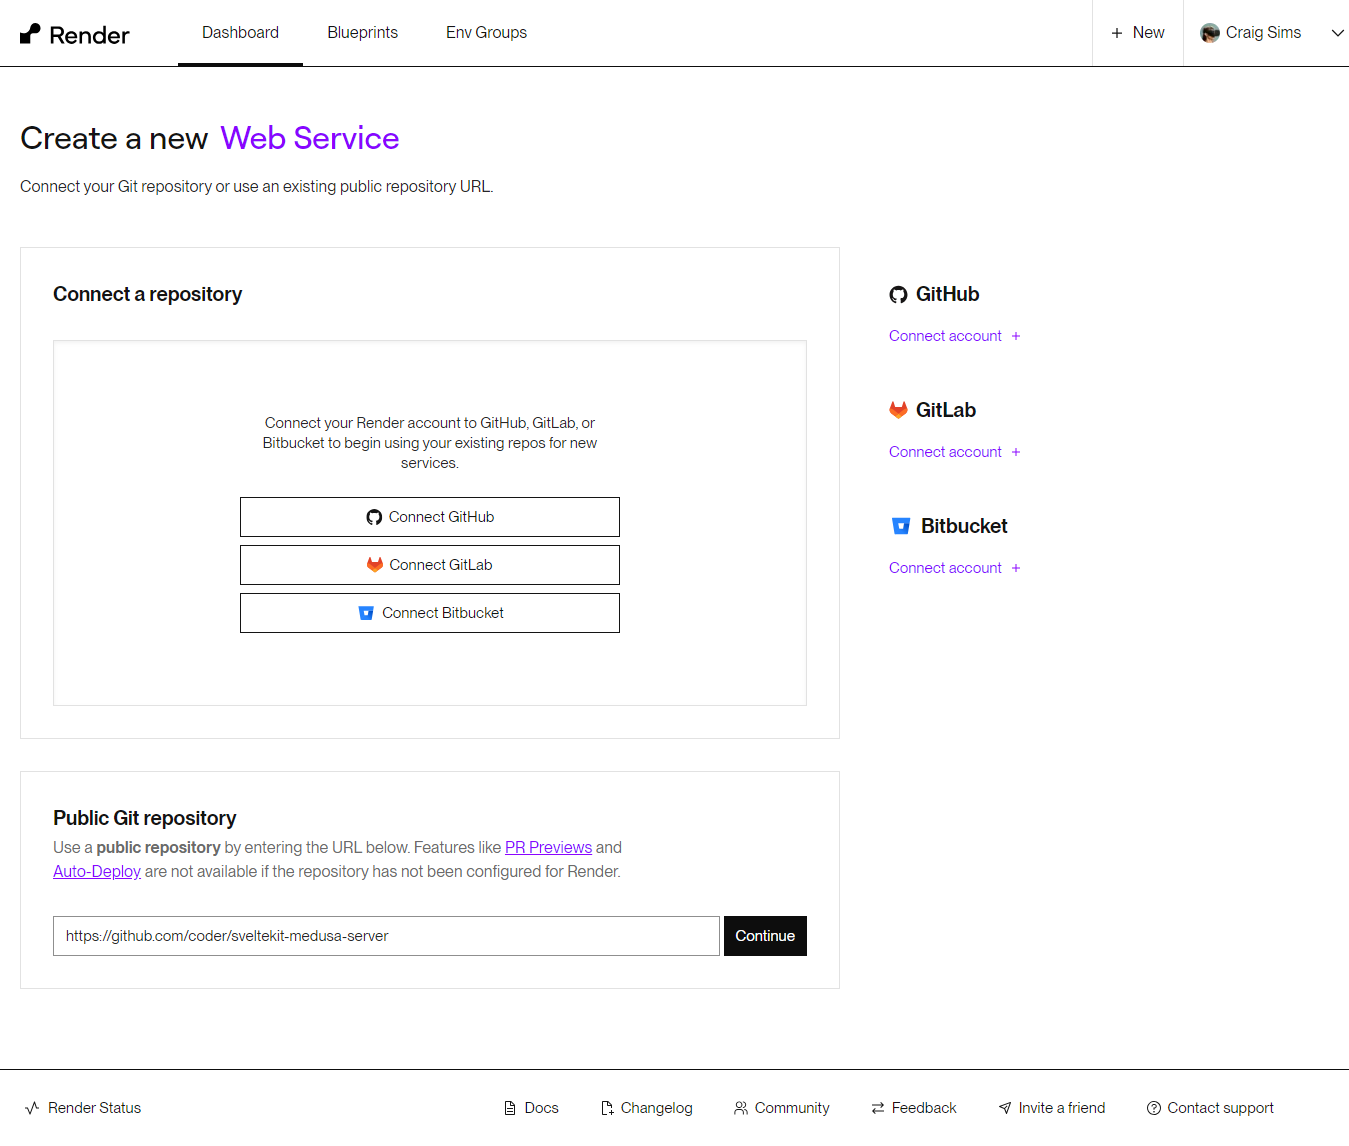 Render
Dashboard
Blueprints
Env Groups
+ New
Craig Sims
Create a new Web Service
Connect your Git repository or use an existing public repository URL.
Connect a repository
Connect your Render account to GitHub, GitLab, or
Bitbucket to begin using your existing repos for new
services.
Connect GitHub
Connect GitLab
Connect Bitbucket
GitHub
Connect account +
GitLab
Connect account +
Bitbucket
Connect account +
Public Git repository
Use a public repository by entering the URL below. Features like PR Previews and
Auto-Deploy are not available if the repository has not been configured for Render.
https://github.com/coder/sveltekit-medusa-server
Continue
Render Status
Docs
Changelog
Community
Feedback
Invite a friend
Contact support